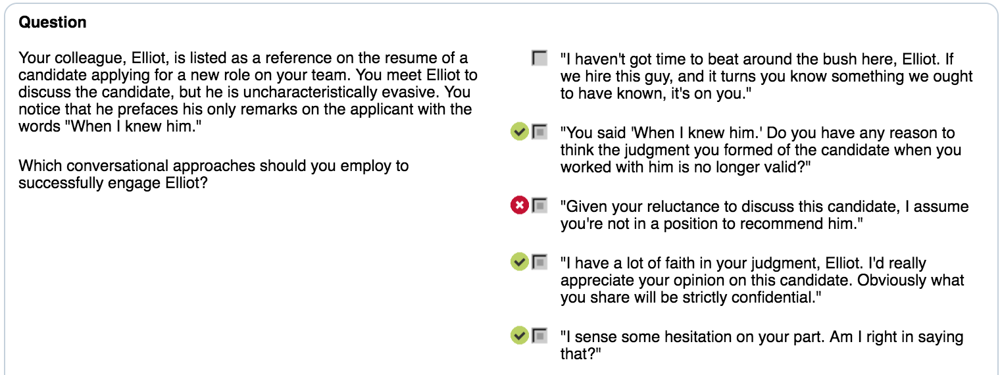 Question
Your colleague, Elliot, is listed as a reference on the resume of a
candidate applying for a new role on your team. You meet Elliot to
discuss the candidate, but he is uncharacteristically evasive. You
notice that he prefaces his only remarks on the applicant with the
words "When I knew him."
Which conversational approaches should you employ to
successfully engage Elliot?
"I haven't got time to beat around the bush here, Elliot. If
we hire this guy, and it turns you know something we ought
to have known, it's on you."
"You said 'When I knew him.' Do you have any reason to
think the judgment you formed of the candidate when you
worked with him is no longer valid?"
"Given your reluctance to discuss this candidate, I assume
you're not in a position to recommend him."
"I have a lot of faith in your judgment, Elliot. I'd really
appreciate your opinion on this candidate. Obviously what
you share will be strictly confidential."
"I sense some hesitation on your part. Am I right in saying
that?"